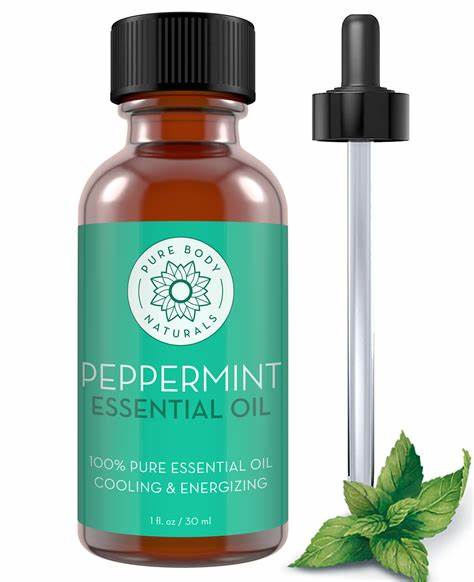 PURE BODY
NATURALS
PEPPERMINT
ESSENTIAL OIL
100% PURE ESSENTIAL OIL
COOLING & ENERGIZING
1 fl. oz / 30 ml